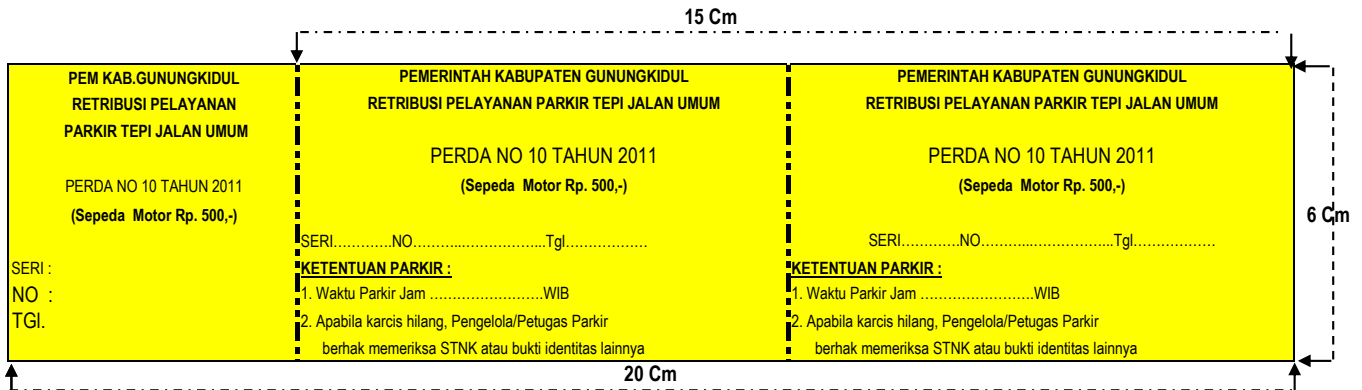 15 Cm
PEM KAB.GUNUNGKIDUL
RETRIBUSI PELAYANAN
PARKIR TEPI JALAN UMUM
PERDA NO 10 TAHUN 2011
(Sepeda Motor Rp. 500,-)
SERI :
NO :
TGl.
PEMERINTAH KABUPATEN GUNUNGKIDUL
RETRIBUSI PELAYANAN PARKIR TEPI JALAN UMUM
PERDA NO 10 TAHUN 2011
(Sepeda Motor Rp. 500,-)
SERI………….NO………...……………...Tgl………………
KETENTUAN PARKIR :
1. Waktu Parkir Jam …………………….WIB
2. Apabila karcis hilang, Pengelola/Petugas Parkir
berhak memeriksa STNK atau bukti identitas lainnya
PEMERINTAH KABUPATEN GUNUNGKIDUL
RETRIBUSI PELAYANAN PARKIR TEPI JALAN UMUM
PERDA NO 10 TAHUN 2011
(Sepeda Motor Rp. 500,-)
SERI………….NO………...……………...Tgl………………
KETENTUAN PARKIR :
1. Waktu Parkir Jam …………………….WIB
2. Apabila karcis hilang, Pengelola/Petugas Parkir
berhak memeriksa STNK atau bukti identitas lainnya
6 Cm
20 Cm